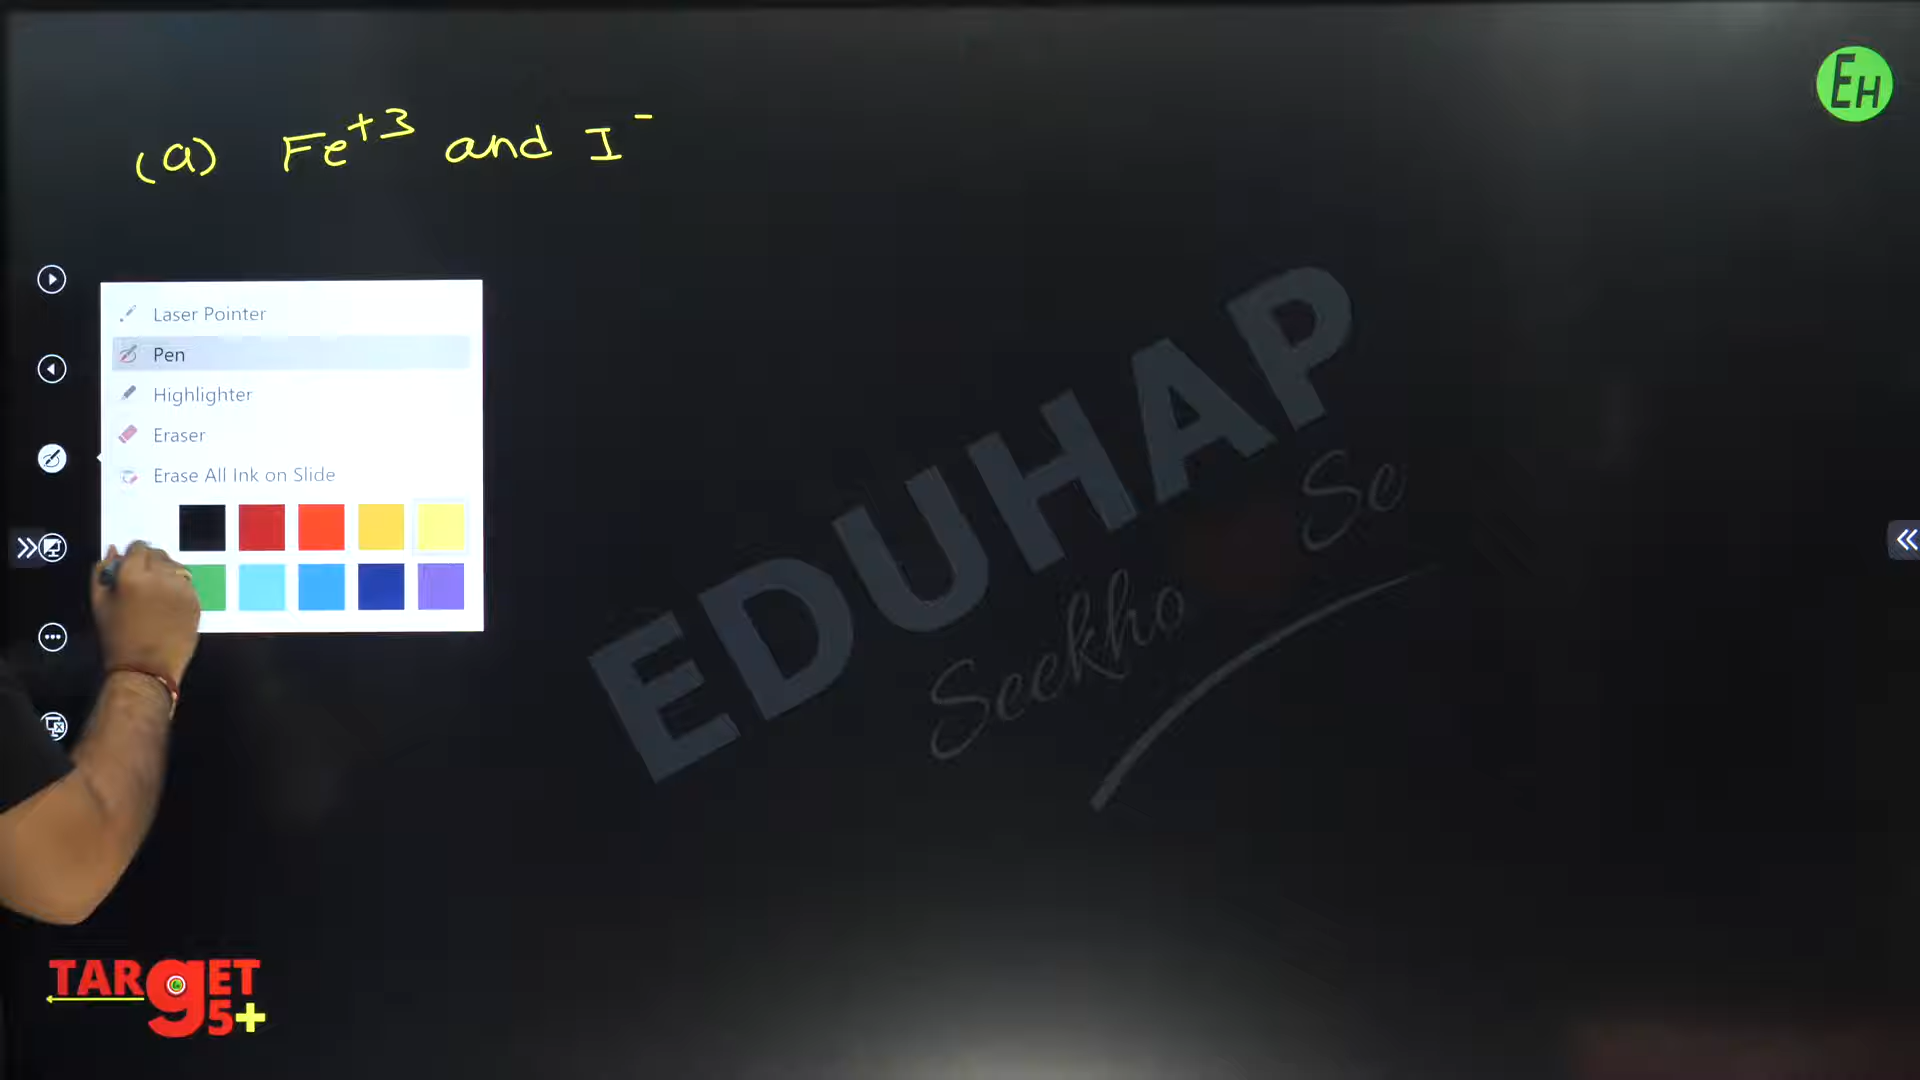 (a) Fe⁺³ and I⁻
EH
Laser Pointer
Pen
Highlighter
Eraser
Erase All Ink on Slide
EDUHAP
Seekho Se
TARGET
95+